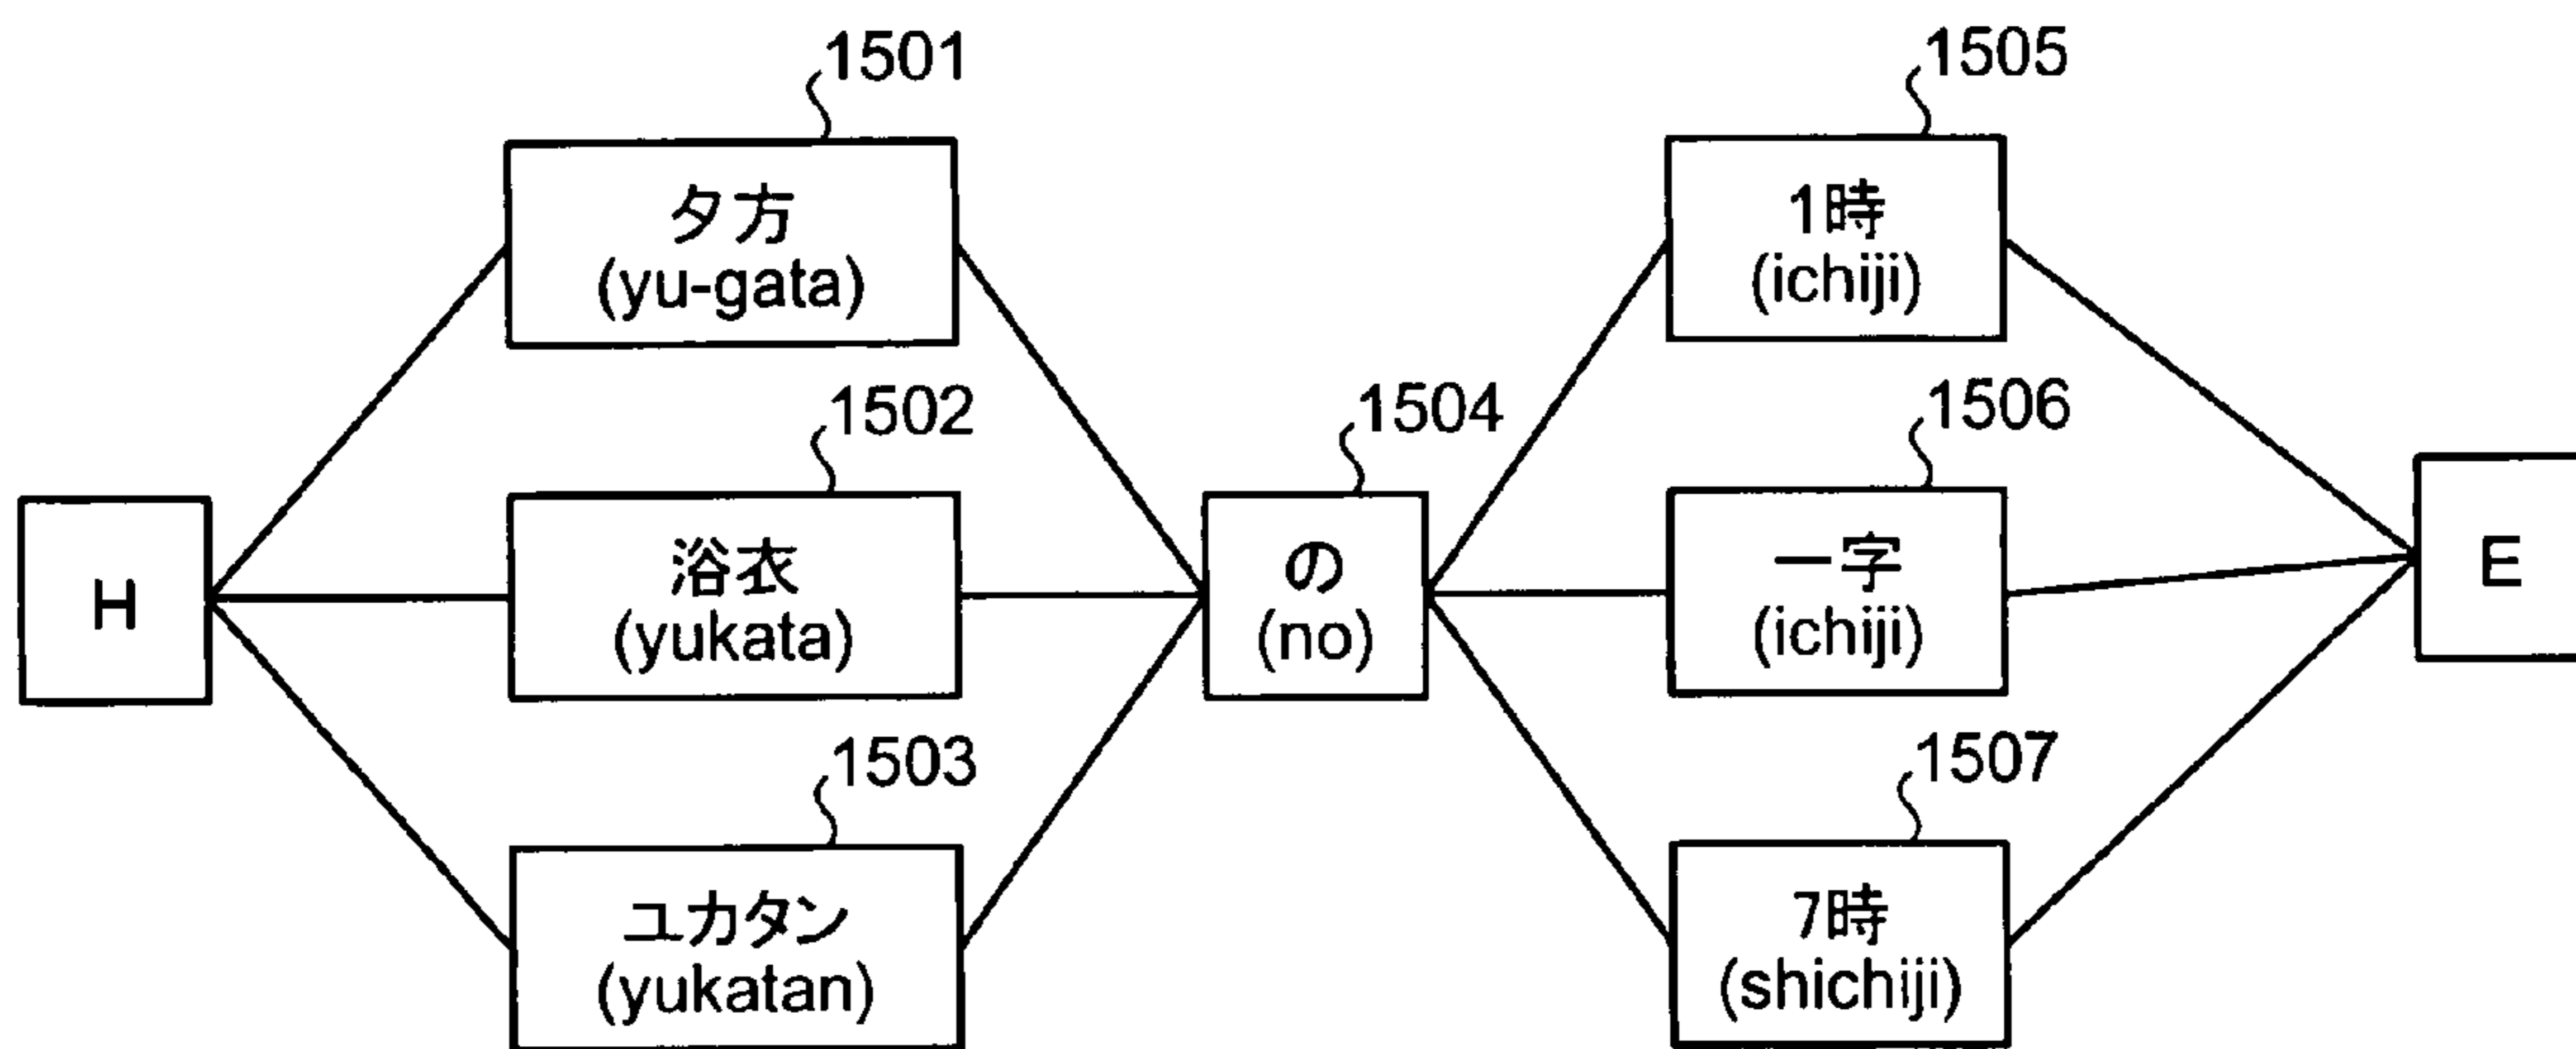 1501
夕方
(yu-gata)
1502
浴衣
(yukata)
1503
ユカタン
(yukatan)
H
1504
の
(no)
1505
1時
(ichiji)
1506
一字
(ichiji)
1507
7時
(shichiji)
E